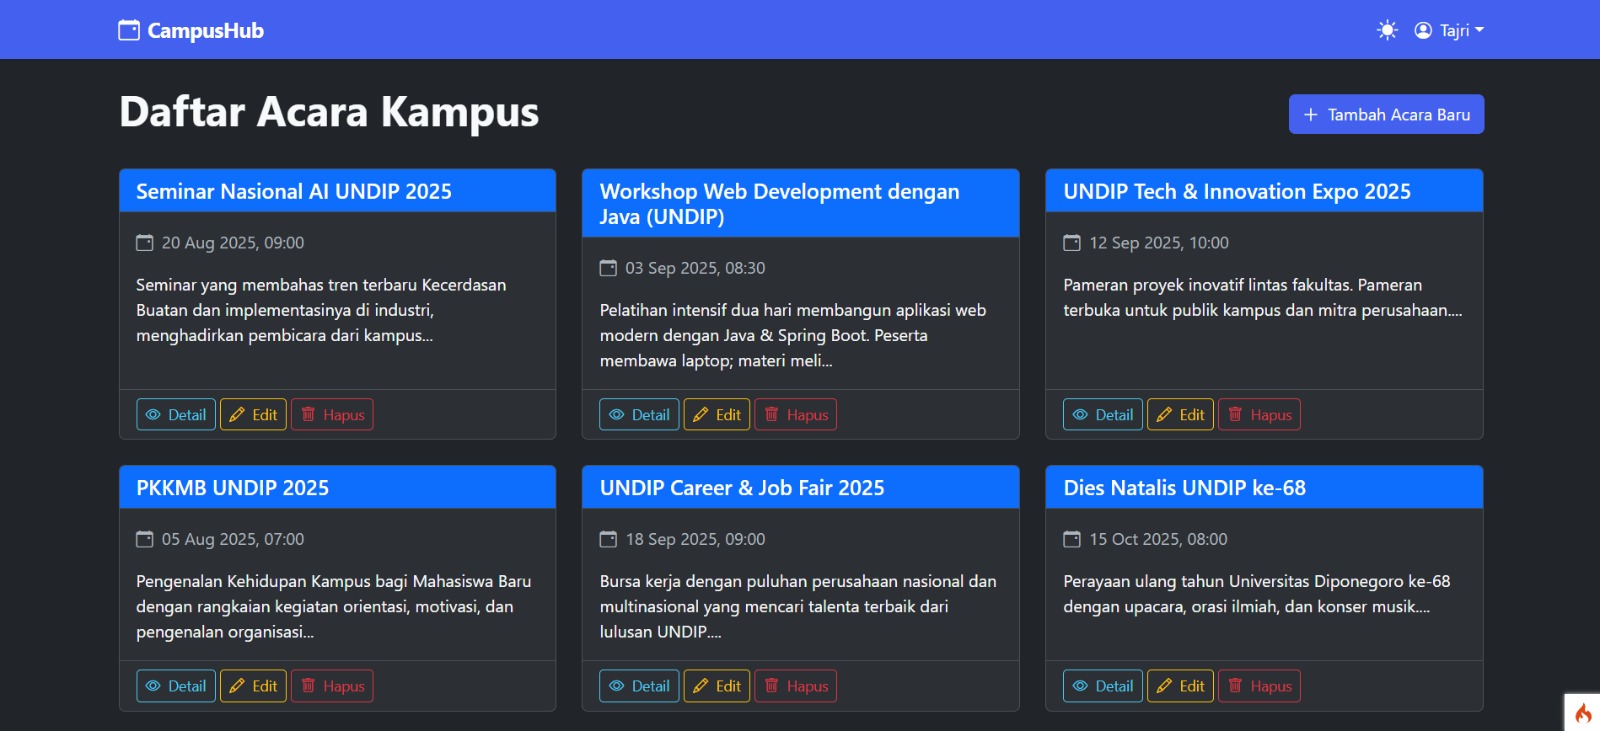 CampusHub
Tajri
Daftar Acara Kampus
Tambah Acara Baru
Seminar Nasional AI UNDIP 2025
20 Aug 2025, 09:00
Seminar yang membahas tren terbaru Kecerdasan
Buatan dan implementasinya di industri,
menghadirkan pembicara dari kampus...
Detail
Edit
Hapus
Workshop Web Development dengan
Java (UNDIP)
03 Sep 2025, 08:30
Pelatihan intensif dua hari membangun aplikasi web
modern dengan Java & Spring Boot. Peserta
membawa laptop; materi meli...
Detail
Edit
Hapus
UNDIP Tech & Innovation Expo 2025
12 Sep 2025, 10:00
Pameran proyek inovatif lintas fakultas. Pameran
terbuka untuk publik kampus dan mitra perusahaan....
Detail
Edit
Hapus
PKKMB UNDIP 2025
05 Aug 2025, 07:00
Pengenalan Kehidupan Kampus bagi Mahasiswa Baru
dengan rangkaian kegiatan orientasi, motivasi, dan
pengenalan organisasi...
Detail
Edit
Hapus
UNDIP Career & Job Fair 2025
18 Sep 2025, 09:00
Bursa kerja dengan puluhan perusahaan nasional dan
multinasional yang mencari talenta terbaik dari
lulusan UNDIP....
Detail
Edit
Hapus
Dies Natalis UNDIP ke-68
15 Oct 2025, 08:00
Perayaan ulang tahun Universitas Diponegoro ke-68
dengan upacara, orasi ilmiah, dan konser musik....
Detail
Edit
Hapus